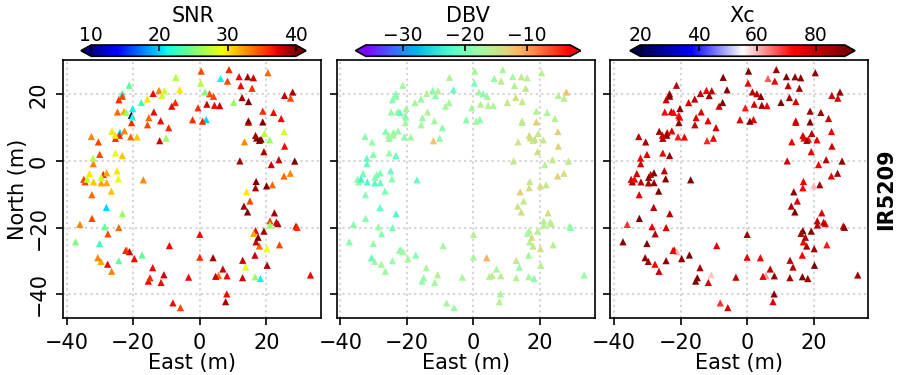 SNR DBV Xc
10 20 30 40 −30 −20 −10 20 40 60 80
20
0
−20
−40
North (m)
IR5209
−40 −20 0 20 −40 −20 0 20 −40 −20 0 20
East (m) East (m) East (m)